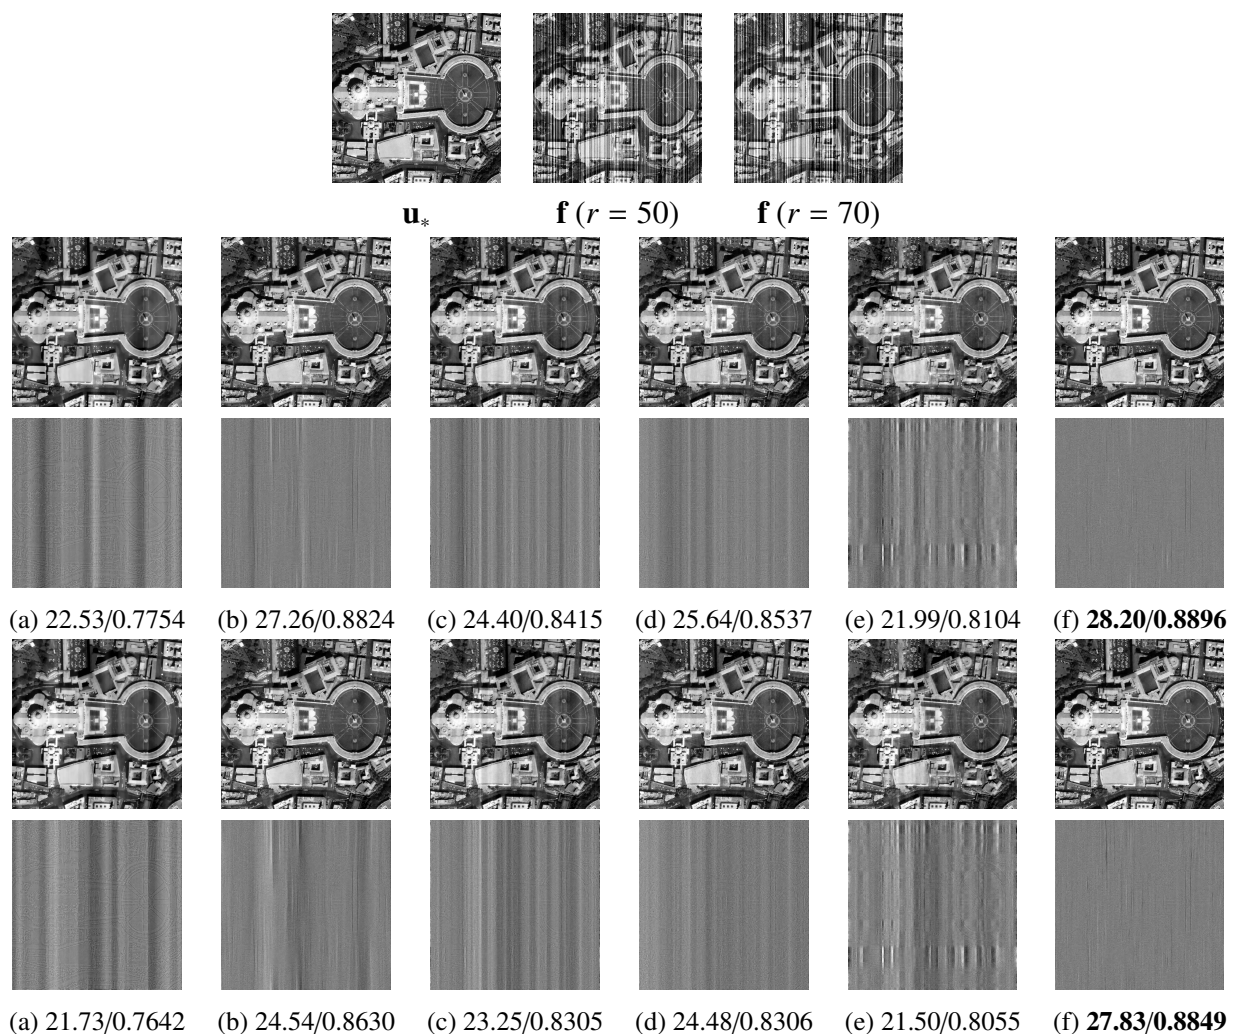 u* f (r = 50) f (r = 70)
(a) 22.53/0.7754 (b) 27.26/0.8824 (c) 24.40/0.8415 (d) 25.64/0.8537 (e) 21.99/0.8104 (f) 28.20/0.8896
(a) 21.73/0.7642 (b) 24.54/0.8630 (c) 23.25/0.8305 (d) 24.48/0.8306 (e) 21.50/0.8055 (f) 27.83/0.8849